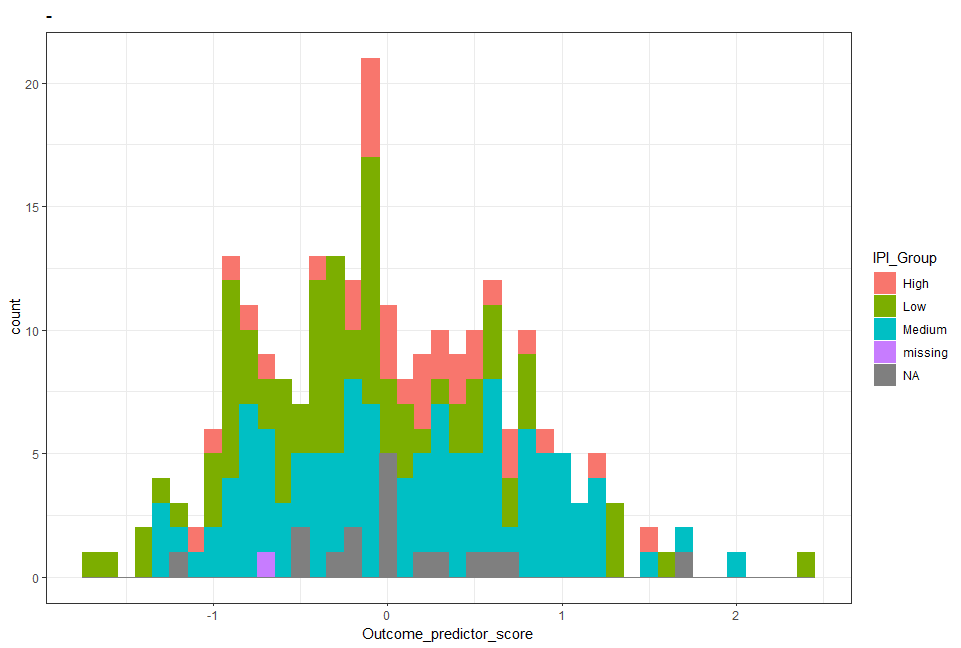 -
count
20
15
10
5
0
-1
0
1
2
Outcome_predictor_score
IPI_Group
High
Low
Medium
missing
NA